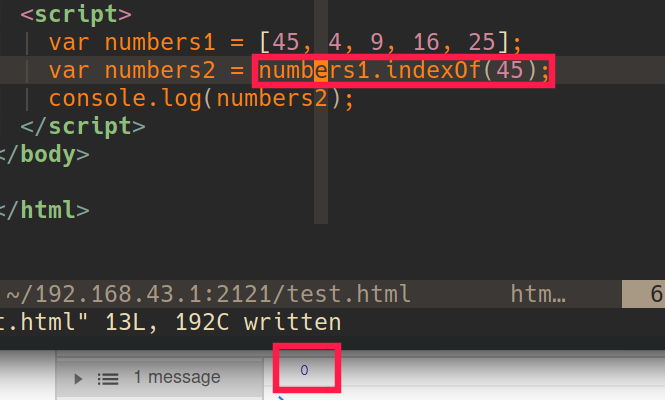 <script>
var numbers1 = [45, 4, 9, 16, 25];
var numbers2 = numbers1.indexOf(45);
console.log(numbers2);
</script>
</body>
</html>
~/192.168.43.1:2121/test.html htm… 6
t.html" 13L, 192C written
1 message 0